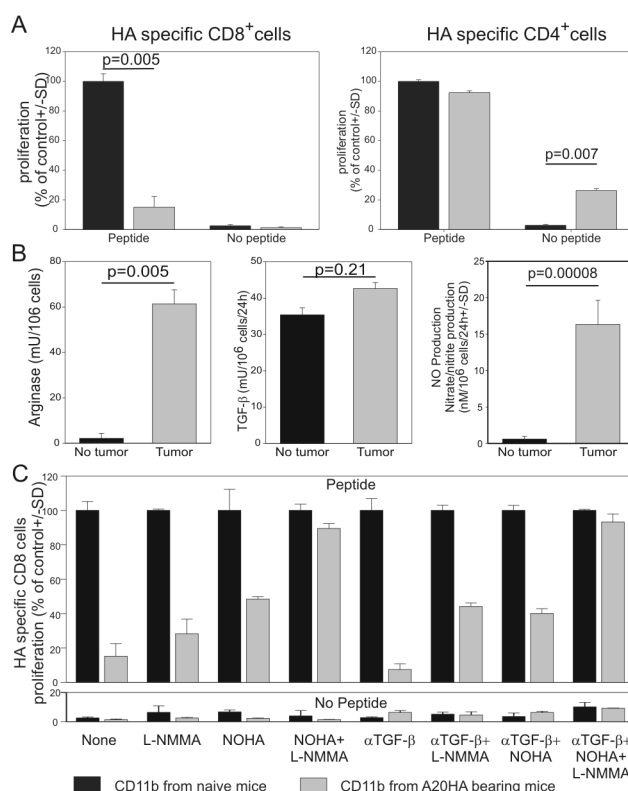 A
HA specific CD8+cells
HA specific CD4+cells
proliferation
(% of control+/-SD)
120
100
80
60
40
20
0
p=0.005
Peptide
No peptide
proliferation
(% of control+/-SD)
120
100
80
60
40
20
0
p=0.007
Peptide
No peptide
B
Arginase (mU/106 cells)
80
60
40
20
0
p=0.005
No tumor
Tumor
TGF-β (mU/10⁶ cells/24h)
50
40
30
20
10
0
p=0.21
No tumor
Tumor
NO Production
Nitrate/nitrite production
(nM/10⁶ cells/24h+/-SD)
25
20
15
10
5
0
p=0.00008
No tumor
Tumor
C
HA specific CD8 cells
proliferation (% of control+/-SD)
120
100
80
60
40
20
0
Peptide
20
0
No Peptide
None
L-NMMA
NOHA
NOHA+
L-NMMA
αTGF-β
αTGF-β+
L-NMMA
αTGF-β+
NOHA
αTGF-β+
NOHA+
L-NMMA
CD11b from naive mice
CD11b from A20HA bearing mice